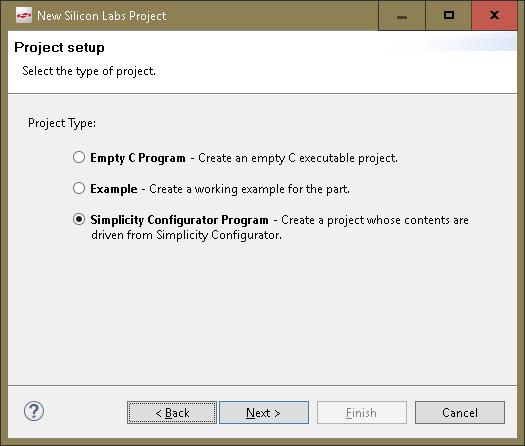 New Silicon Labs Project
Project setup
Select the type of project.
Project Type:
Empty C Program - Create an empty C executable project.
Example - Create a working example for the part.
Simplicity Configurator Program - Create a project whose contents are
driven from Simplicity Configurator.
?
< Back
Next >
Finish
Cancel